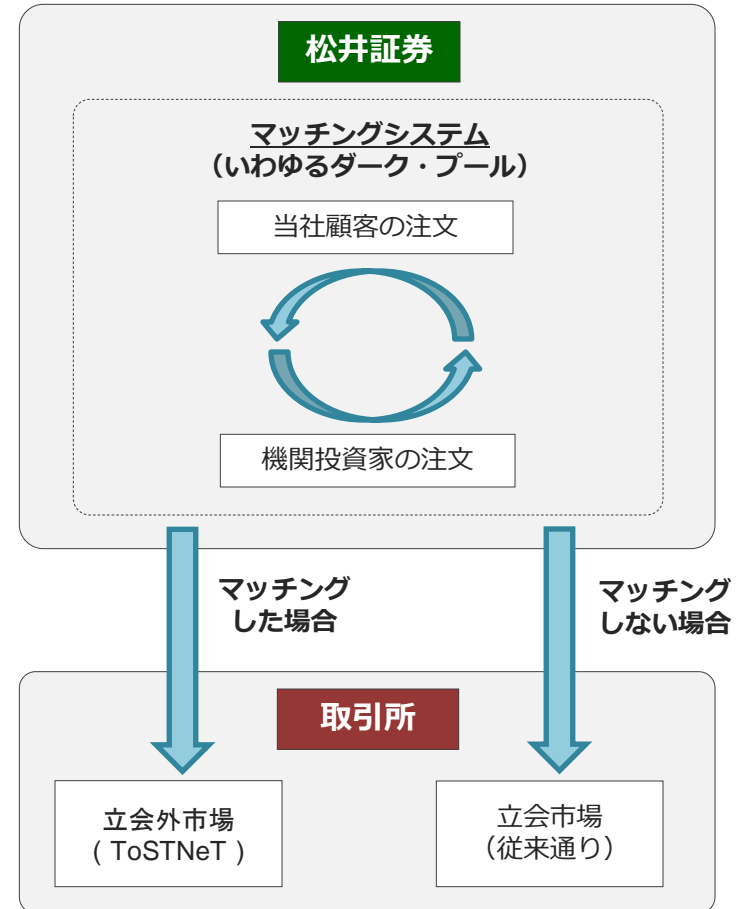 松井証券
マッチングシステム
（いわゆるダーク・プール）
当社顧客の注文
機関投資家の注文
マッチング
した場合
マッチング
しない場合
取引所
立会外市場
( ToSTNeT )
立会市場
（従来通り）